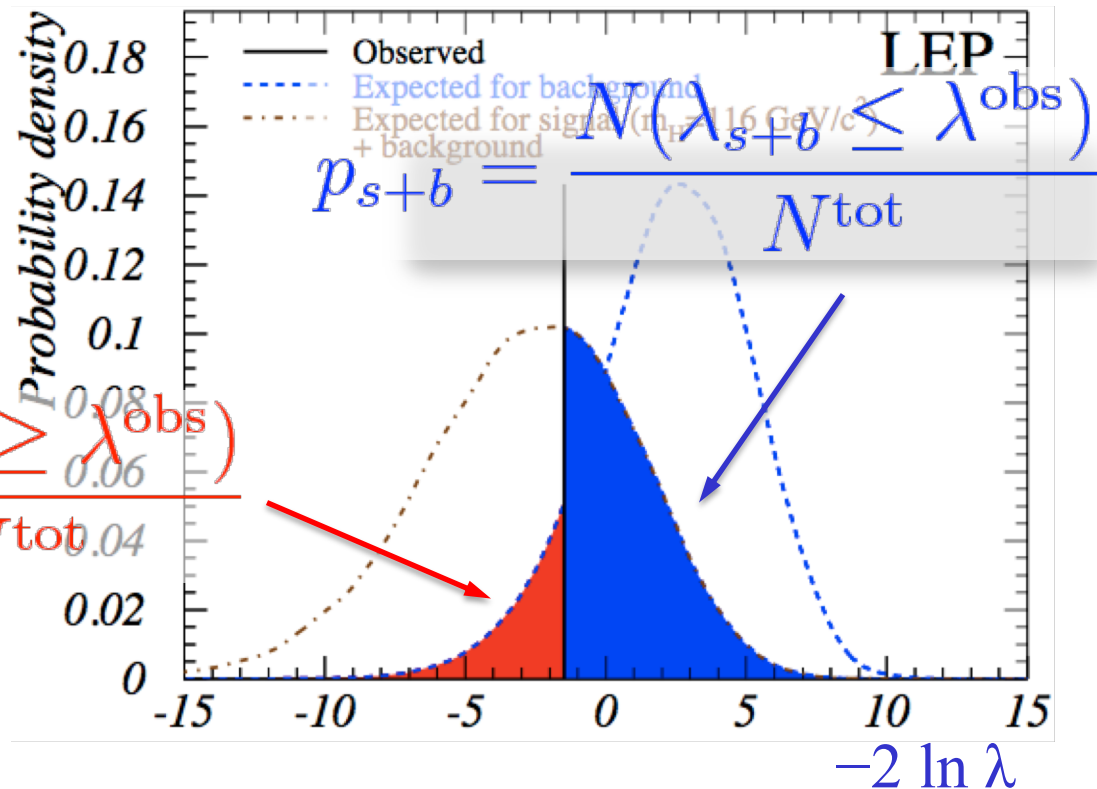 Probability density
0.18
0.16
0.14
0.12
0.1
0.08
0.06
0.04
0.02
0
Observed
Expected for background
Expected for signal (m_H=116 GeV/c^2)
+ background
LEP
p_{s+b} = N(λ_{s+b} ≤ λ^{obs}) / N^{tot}
≥ λ^{obs})
tot
-15 -10 -5 0 5 10 15
−2 ln λ